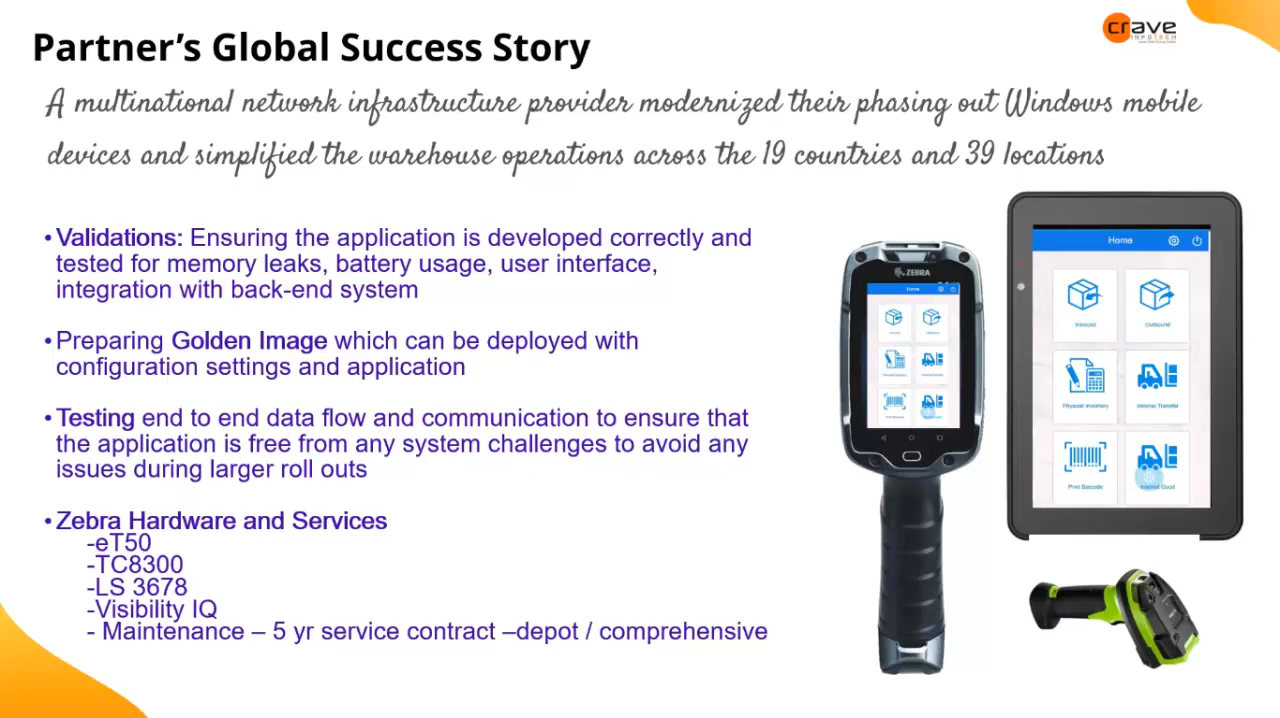 Partner's Global Success Story
crave
INFOTECH
A multinational network infrastructure provider modernized their phasing out Windows mobile
devices and simplified the warehouse operations across the 19 countries and 39 locations
• Validations: Ensuring the application is developed correctly and
tested for memory leaks, battery usage, user interface,
integration with back-end system
• Preparing Golden Image which can be deployed with
configuration settings and application
• Testing end to end data flow and communication to ensure that
the application is free from any system challenges to avoid any
issues during larger roll outs
• Zebra Hardware and Services
-eT50
-TC8300
-LS 3678
-Visibility IQ
- Maintenance – 5 yr service contract –depot / comprehensive
ZEBRA
Home
Home
Inbound
Outbound
Physical Inventory
Internal Transfer
Print Barcode
Internal Good